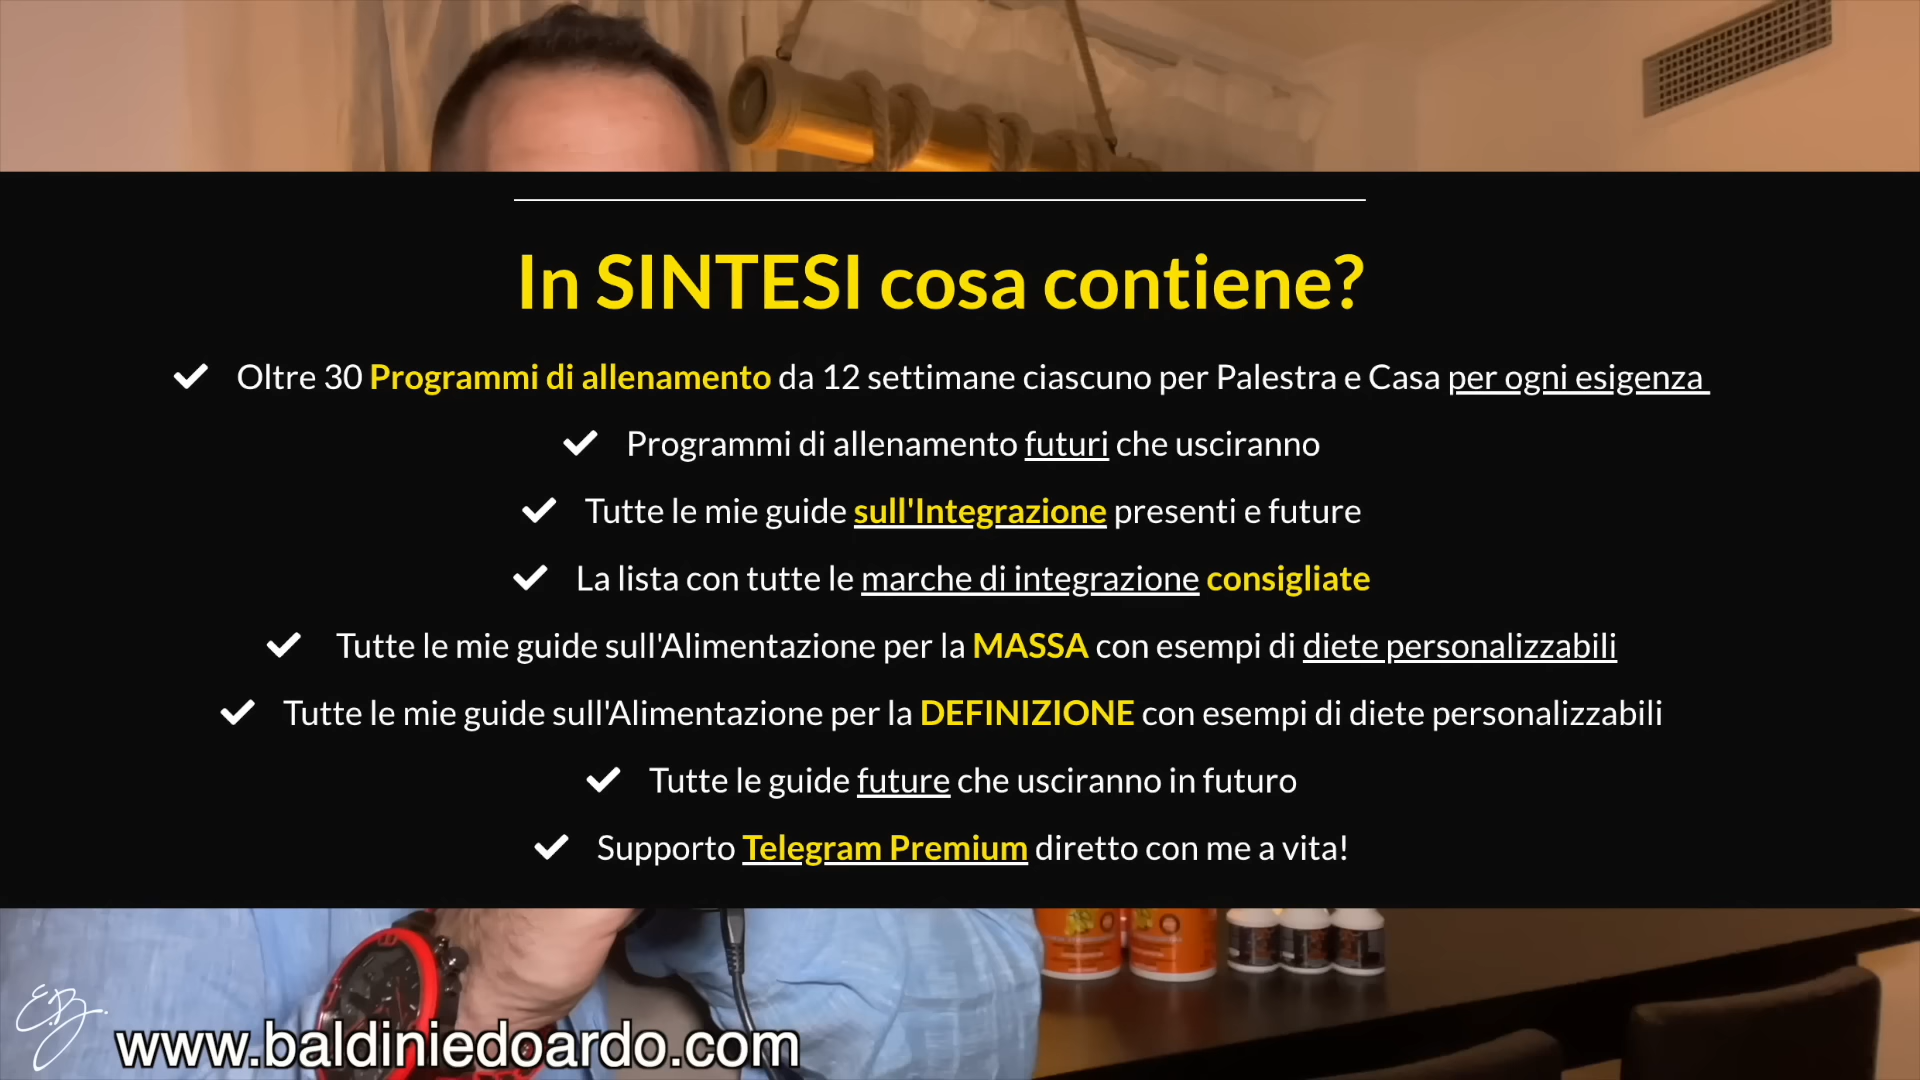 In SINTESI cosa contiene?
Oltre 30 Programmi di allenamento da 12 settimane ciascuno per Palestra e Casa per ogni esigenza
Programmi di allenamento futuri che usciranno
Tutte le mie guide sull'Integrazione presenti e future
La lista con tutte le marche di integrazione consigliate
Tutte le mie guide sull'Alimentazione per la MASSA con esempi di diete personalizzabili
Tutte le mie guide sull'Alimentazione per la DEFINIZIONE con esempi di diete personalizzabili
Tutte le guide future che usciranno in futuro
Supporto Telegram Premium diretto con me a vita!
E.B.
www.baldiniedoardo.com